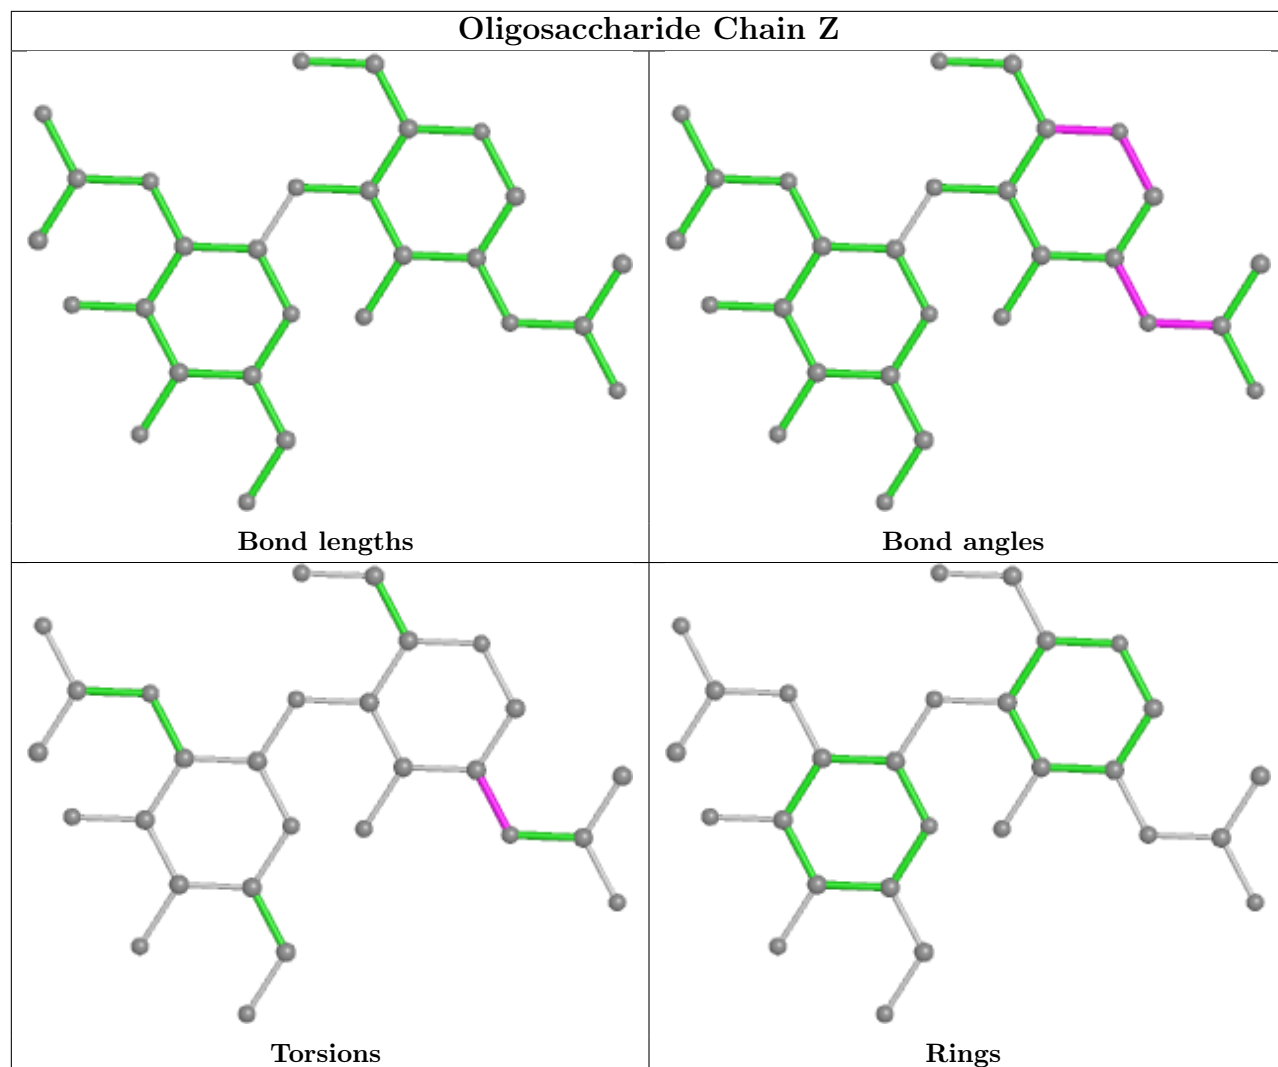 Oligosaccharide Chain Z
Bond lengths
Bond angles
Torsions
Rings